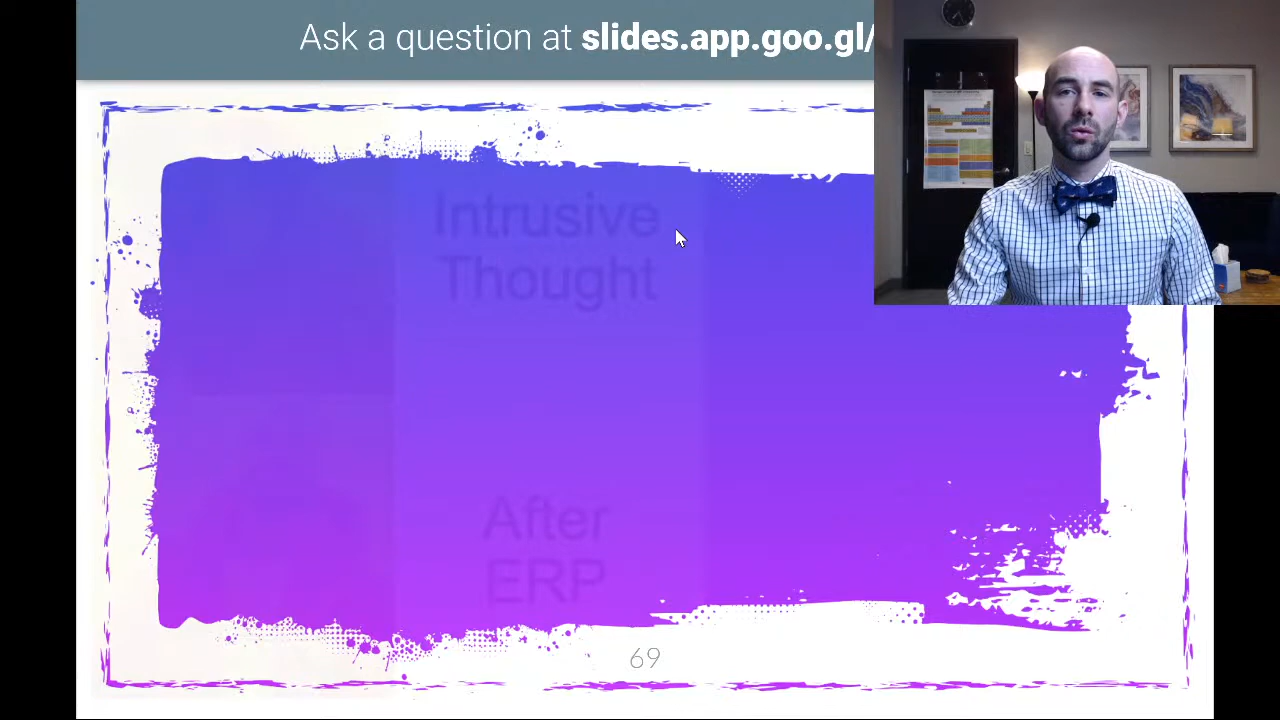 Ask a question at slides.app.goo.gl/
Intrusive
Thought
After
ERP
69